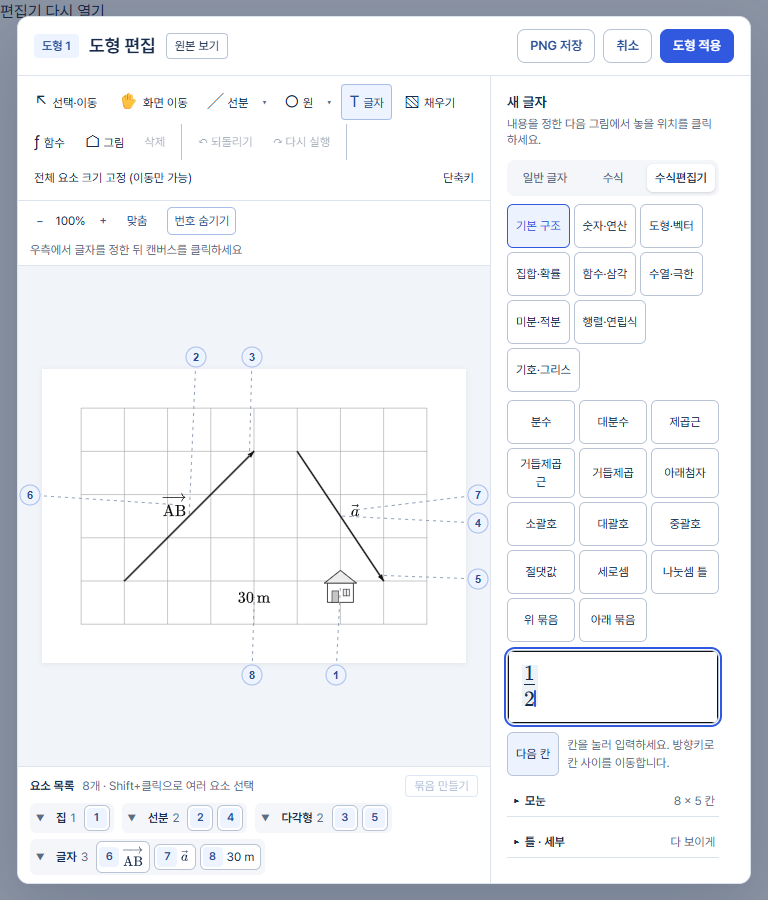 편집기 다시 열기
도형 1 도형 편집 원본 보기 PNG 저장 취소 도형 적용
선택·이동 화면 이동 선분 원 T 글자 채우기
ƒ 함수 그림 삭제 되돌리기 다시 실행
전체 요소 크기 고정 (이동만 가능) 단축키
− 100% + 맞춤 번호 숨기기
우측에서 글자를 정한 뒤 캔버스를 클릭하세요
2 3
6 AB a 7
4
5
30 m
8 1
요소 목록 8개 · Shift+클릭으로 여러 요소 선택 묶음 만들기
집 1 1 선분 2 2 4 다각형 2 3 5
글자 3 6 AB 7 a 8 30 m
새 글자
내용을 정한 다음 그림에서 놓을 위치를 클릭
하세요.
일반 글자 수식 수식편집기
기본 구조 숫자·연산 도형·벡터
집합·확률 함수·삼각 수열·극한
미분·적분 행렬·연립식
기호·그리스
분수 대분수 제곱근
거듭제곱
근 거듭제곱 아래첨자
소괄호 대괄호 중괄호
절댓값 세로셈 나눗셈 틀
위 묶음 아래 묶음
1
2
다음 칸 칸을 눌러 입력하세요. 방향키로
칸 사이를 이동합니다.
모눈 8 × 5 칸
틀 · 세부 다 보이게